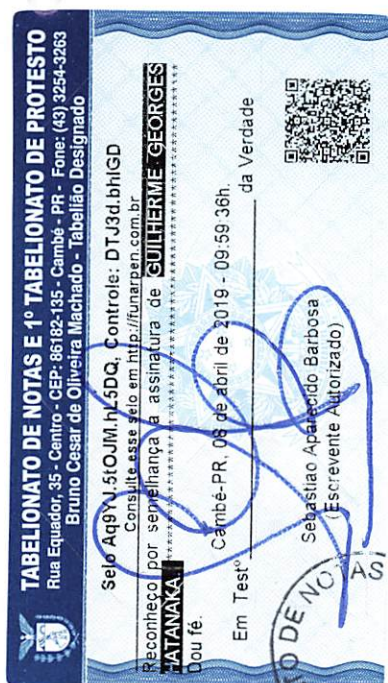 TABELIONATO DE NOTAS E 1º TABELIONATO DE PROTESTO
Rua Equador, 35 - Centro - CEP: 86182-135 - Cambé - PR - Fone: (43) 3254-3263
Bruno Cesar de Oliveira Machado - Tabelião Designado
Selo Aq9YJ.5fOJM.hL5DQ, Controle: DTJ3d.bhIGD
Consulte esse selo em http://funarpen.com.br
Reconheço por semelhança a assinatura de GUILHERME GEORGES
HATANAKA.
Dou fé.
Cambé-PR, 08 de abril de 2019 - 09:59:36h.
Em Testº da Verdade
Sebastiao Aparecido Barbosa
(Escrevente Autorizado)
DE NOTAS